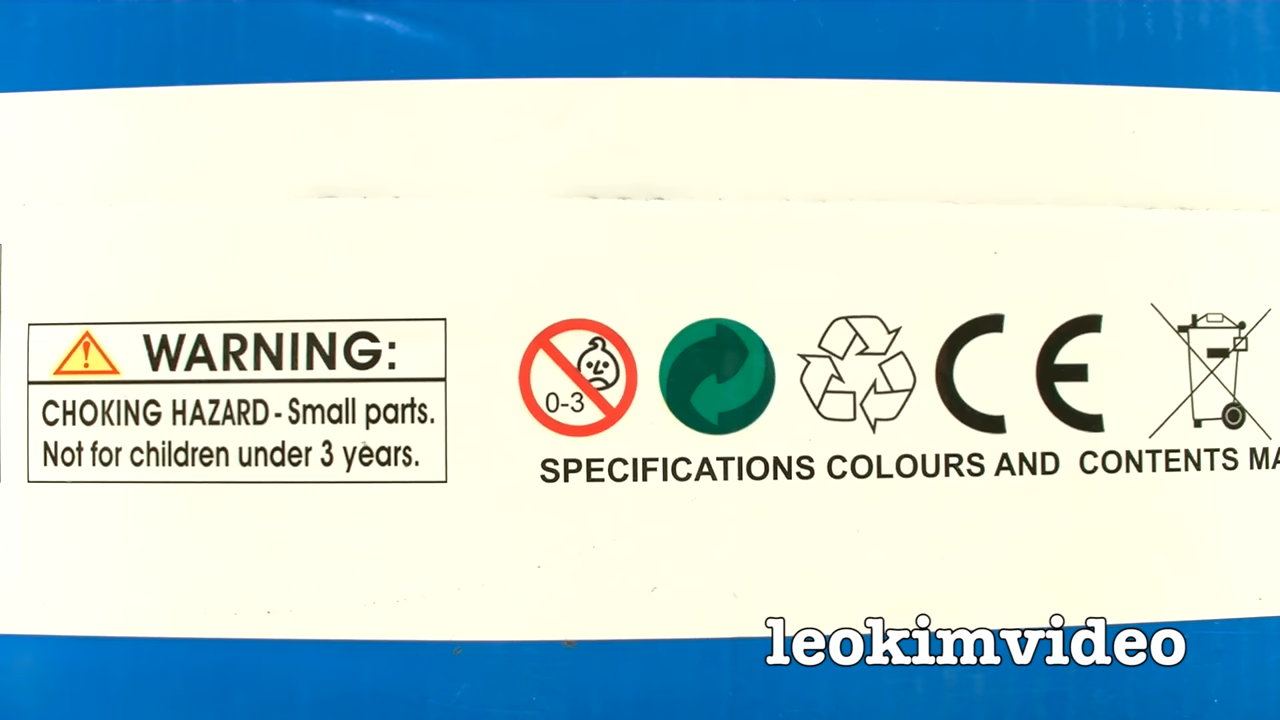 WARNING:
CHOKING HAZARD - Small parts.
Not for children under 3 years.
0-3
CE
SPECIFICATIONS COLOURS AND CONTENTS MA
leokimvideo